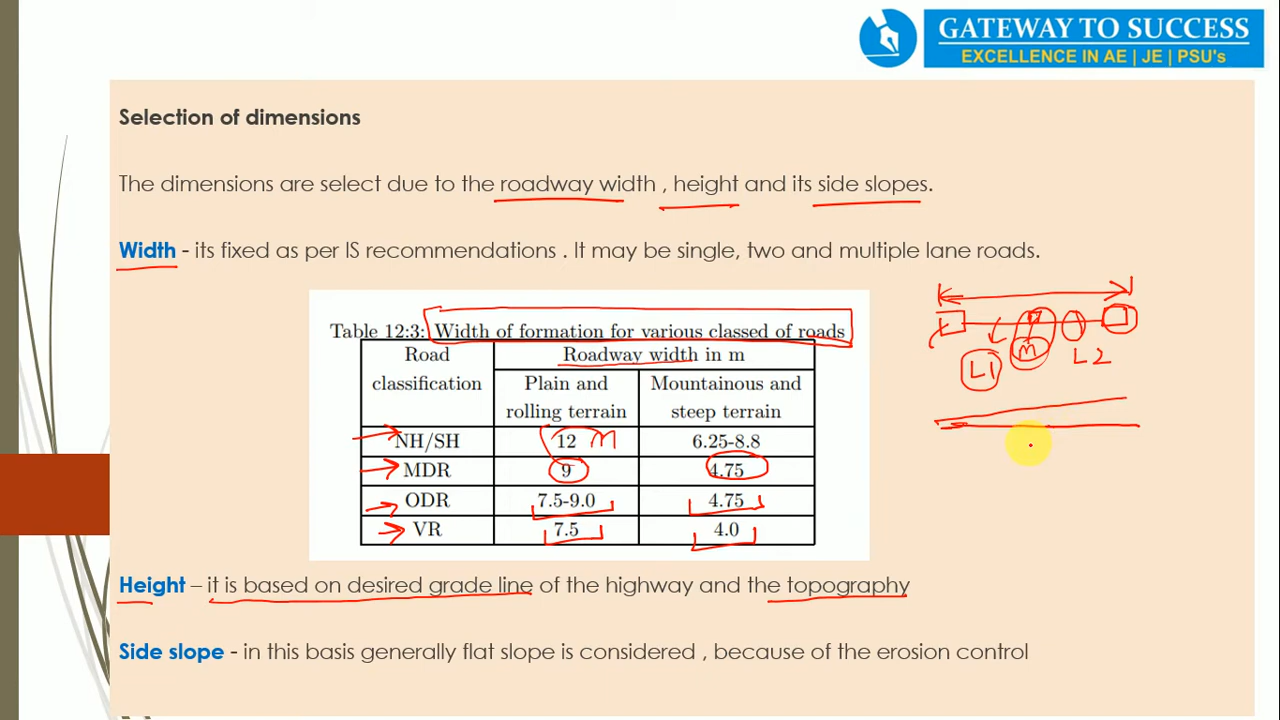 GATEWAY TO SUCCESS
EXCELLENCE IN AE | JE | PSU's
Selection of dimensions
The dimensions are select due to the roadway width , height and its side slopes.
Width - its fixed as per IS recommendations . It may be single, two and multiple lane roads.
Table 12:3: Width of formation for various classed of roads
Road classification Roadway width in m
Plain and rolling terrain Mountainous and steep terrain
NH/SH 12 m 6.25-8.8
MDR 9 4.75
ODR 7.5-9.0 4.75
VR 7.5 4.0
L1 m L2
Height – it is based on desired grade line of the highway and the topography
Side slope - in this basis generally flat slope is considered , because of the erosion control